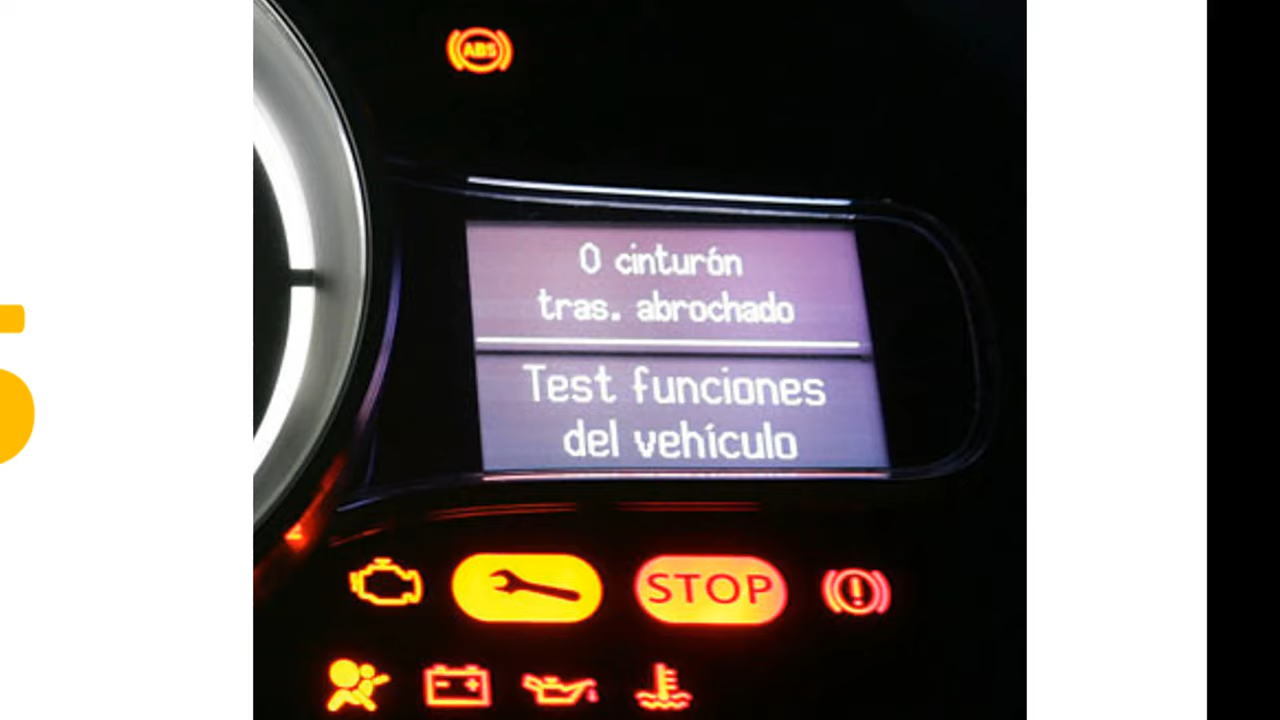 ABS
0 cinturón
tras. abrochado
Test funciones
del vehículo
STOP